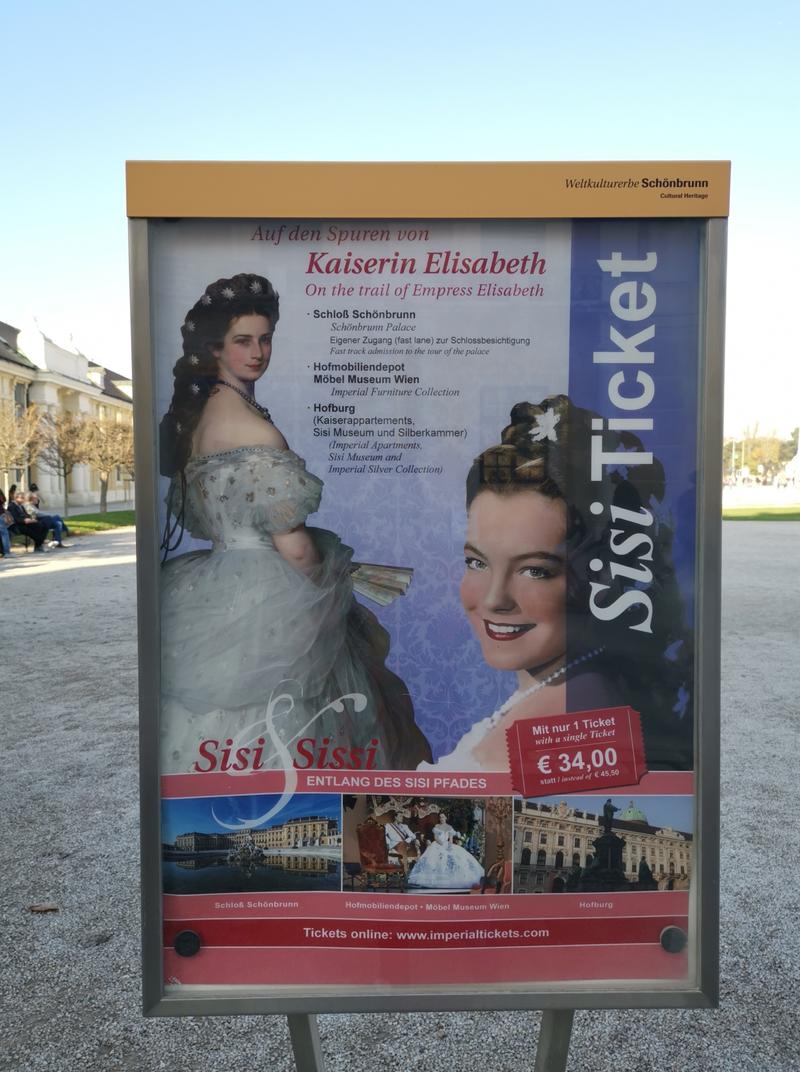 Weltkulturerbe Schönbrunn
Cultural Heritage
Auf den Spuren von
Kaiserin Elisabeth
On the trail of Empress Elisabeth
· Schloß Schönbrunn
Schönbrunn Palace
Eigener Zugang (fast lane) zur Schlossbesichtigung
Fast track admission to the tour of the palace
· Hofmobiliendepot
Möbel Museum Wien
Imperial Furniture Collection
· Hofburg
(Kaiserappartements,
Sisi Museum und Silberkammer)
(Imperial Apartments,
Sisi Museum and
Imperial Silver Collection)
Sisi Ticket
Sisi & Sissi
Mit nur 1 Ticket
with a single Ticket
€ 34,00
statt / instead of € 45,50
ENTLANG DES SISI PFADES
Schloß Schönbrunn
Hofmobiliendepot • Möbel Museum Wien
Hofburg
Tickets online: www.imperialtickets.com